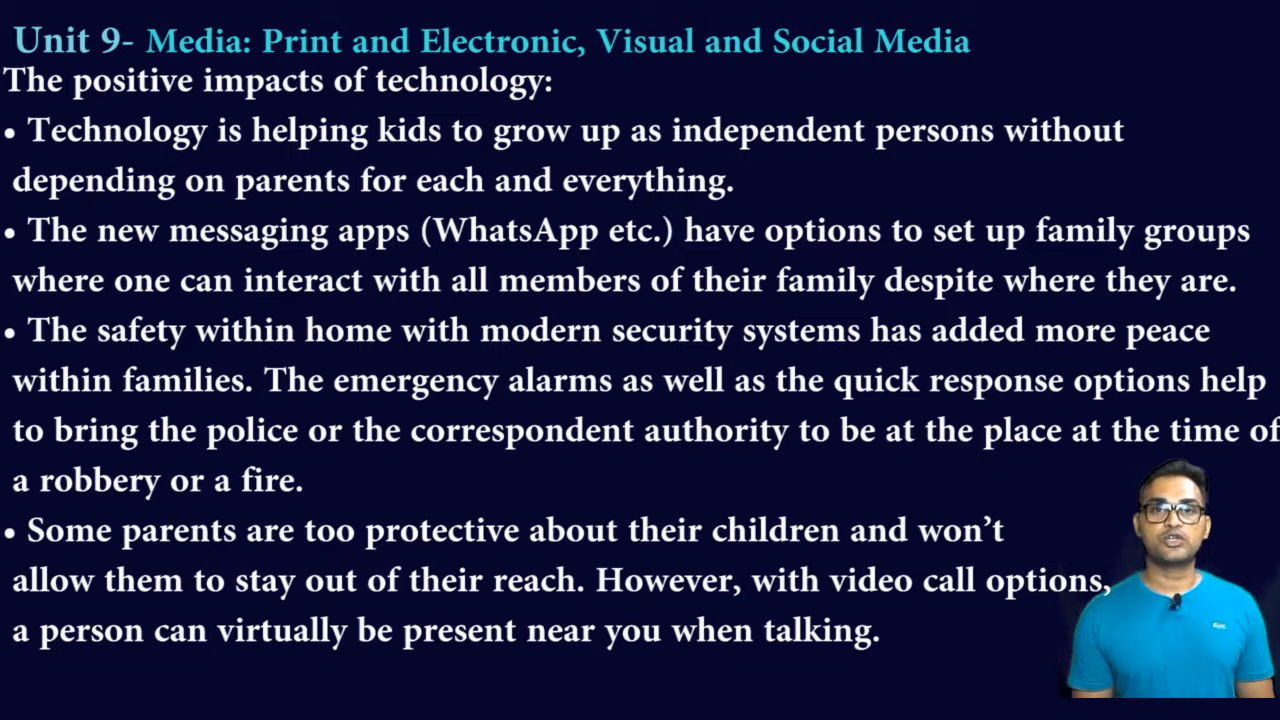 Unit 9- Media: Print and Electronic, Visual and Social Media
The positive impacts of technology:
• Technology is helping kids to grow up as independent persons without
depending on parents for each and everything.
• The new messaging apps (WhatsApp etc.) have options to set up family groups
where one can interact with all members of their family despite where they are.
• The safety within home with modern security systems has added more peace
within families. The emergency alarms as well as the quick response options help
to bring the police or the correspondent authority to be at the place at the time of
a robbery or a fire.
• Some parents are too protective about their children and won’t
allow them to stay out of their reach. However, with video call options,
a person can virtually be present near you when talking.